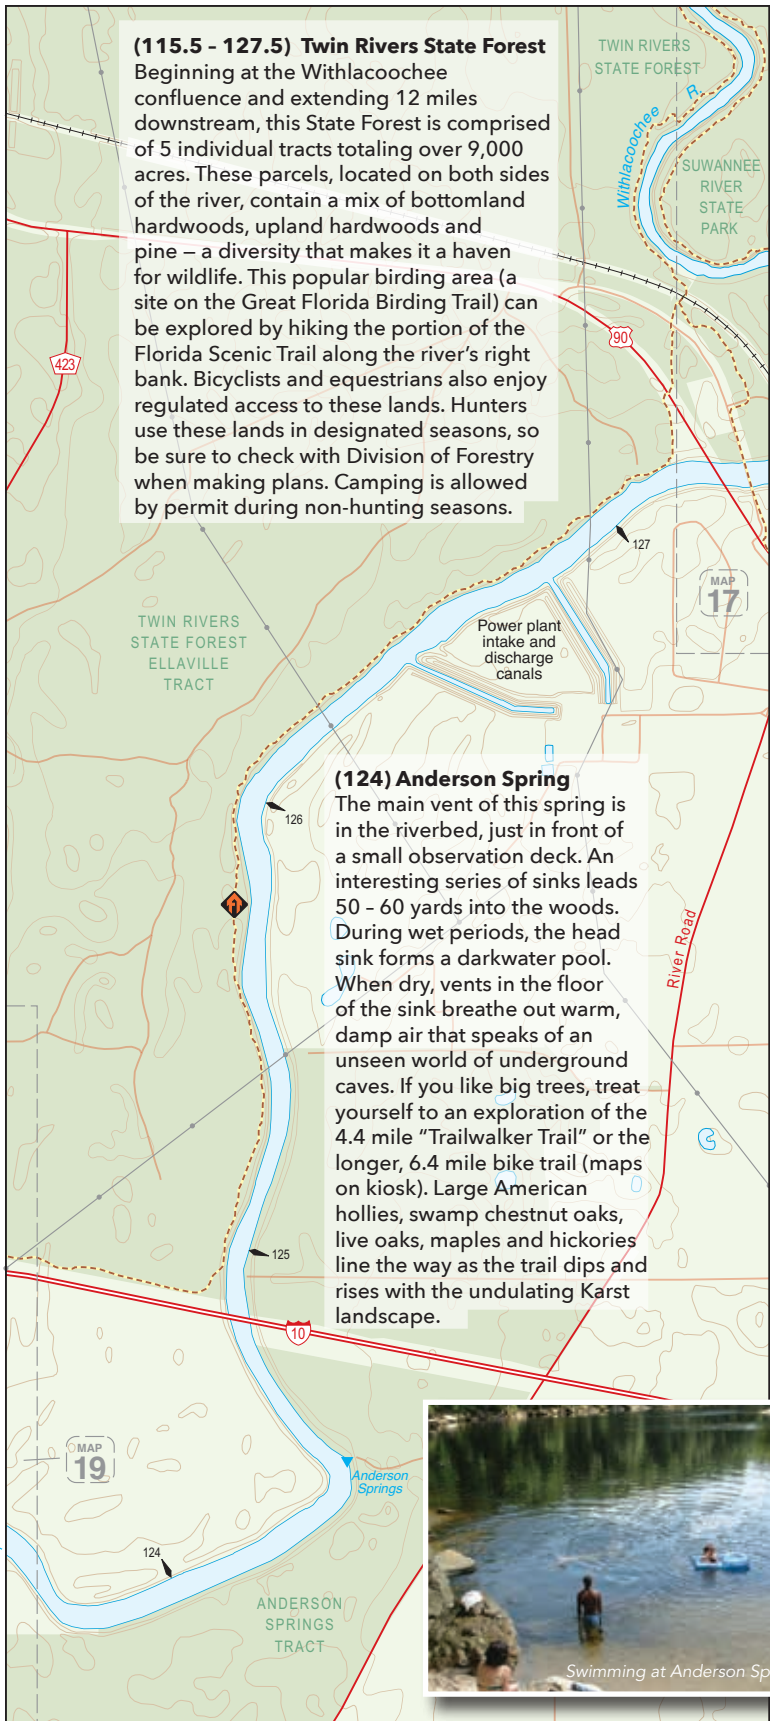 (115.5 – 127.5) Twin Rivers State Forest
Beginning at the Withlacoochee
confluence and extending 12 miles
downstream, this State Forest is comprised
of 5 individual tracts totaling over 9,000
acres. These parcels, located on both sides
of the river, contain a mix of bottomland
hardwoods, upland hardwoods and
pine – a diversity that makes it a haven
for wildlife. This popular birding area (a
site on the Great Florida Birding Trail) can
be explored by hiking the portion of the
Florida Scenic Trail along the river’s right
bank. Bicyclists and equestrians also enjoy
regulated access to these lands. Hunters
use these lands in designated seasons, so
be sure to check with Division of Forestry
when making plans. Camping is allowed
by permit during non-hunting seasons.
TWIN RIVERS
STATE FOREST
Withlacoochee R.
SUWANNEE
RIVER
STATE
PARK
90
423
127
MAP
17
TWIN RIVERS
STATE FOREST
ELLAVILLE
TRACT
Power plant
intake and
discharge
canals
126
(124) Anderson Spring
The main vent of this spring is
in the riverbed, just in front of
a small observation deck. An
interesting series of sinks leads
50 – 60 yards into the woods.
During wet periods, the head
sink forms a darkwater pool.
When dry, vents in the floor
of the sink breathe out warm,
damp air that speaks of an
unseen world of underground
caves. If you like big trees, treat
yourself to an exploration of the
4.4 mile “Trailwalker Trail” or the
longer, 6.4 mile bike trail (maps
on kiosk). Large American
hollies, swamp chestnut oaks,
live oaks, maples and hickories
line the way as the trail dips and
rises with the undulating Karst
landscape.
River Road
125
10
MAP
19
Anderson
Springs
124
ANDERSON
SPRINGS
TRACT
Swimming at Anderson Sp